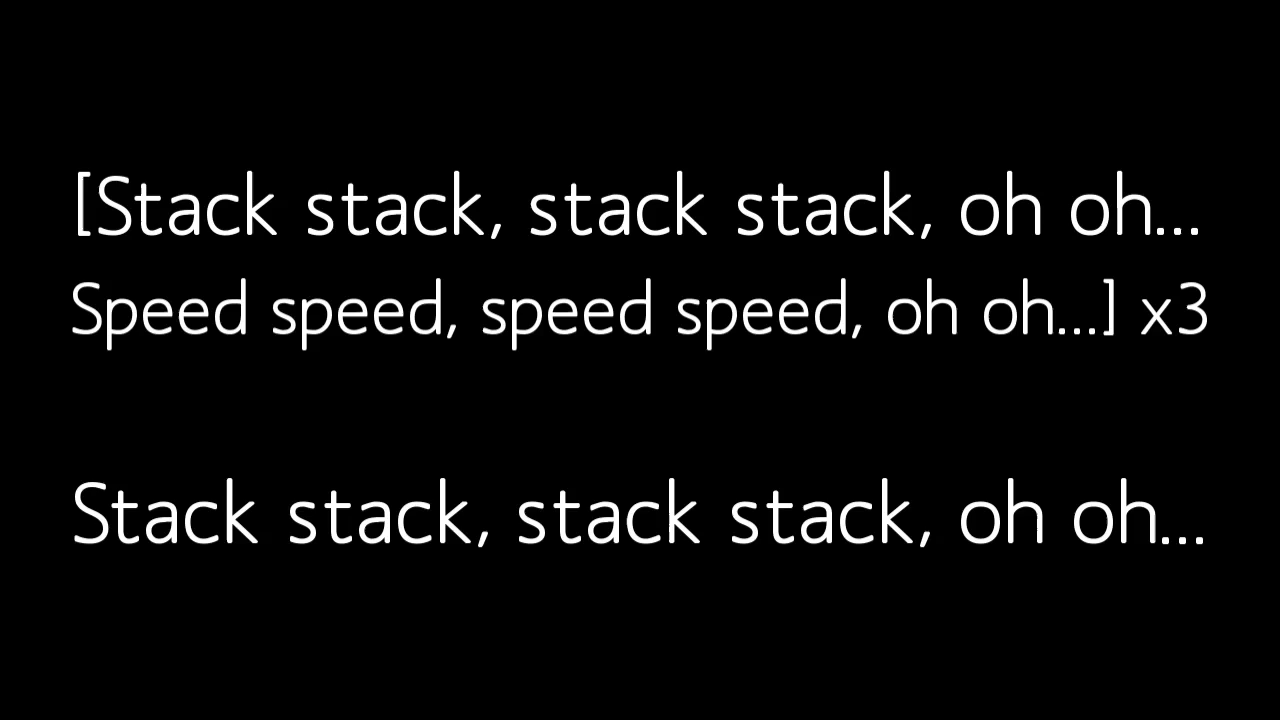 [Stack stack, stack stack, oh oh...
Speed speed, speed speed, oh oh...] x3
Stack stack, stack stack, oh oh...